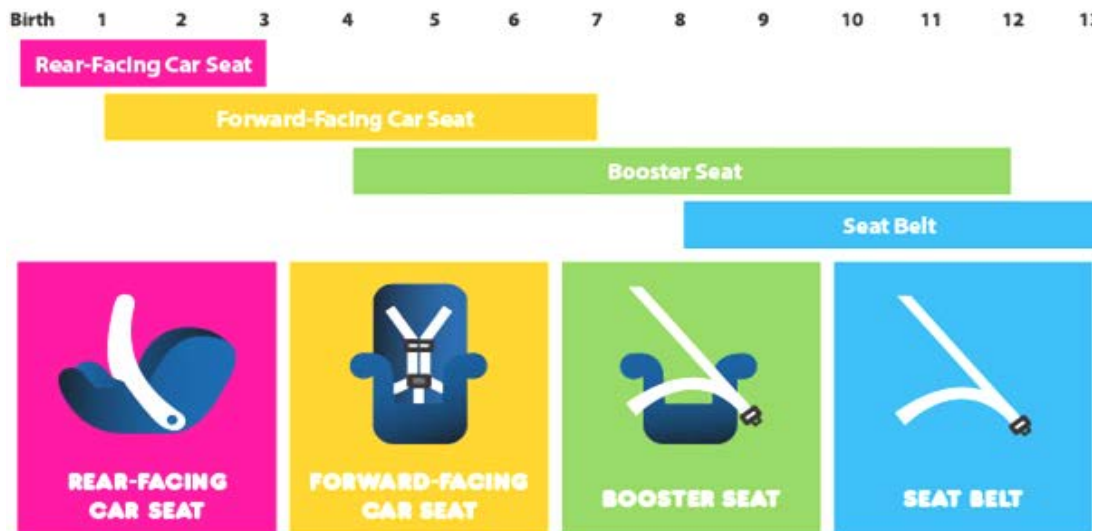 Birth 1 2 3 4 5 6 7 8 9 10 11 12
Rear-Facing Car Seat
Forward-Facing Car Seat
Booster Seat
Seat Belt
REAR-FACING
CAR SEAT
FORWARD-FACING
CAR SEAT
BOOSTER SEAT
SEAT BELT